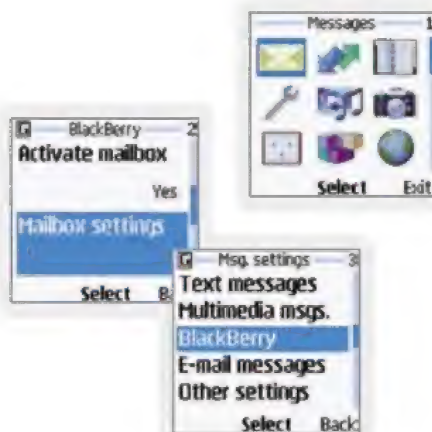 Messages 1
Select Exit
BlackBerry 2
Activate mailbox
Yes
Mailbox settings
Select
Msg. settings 3
Text messages
Multimedia msgs.
BlackBerry
E-mail messages
Other settings
Select Back